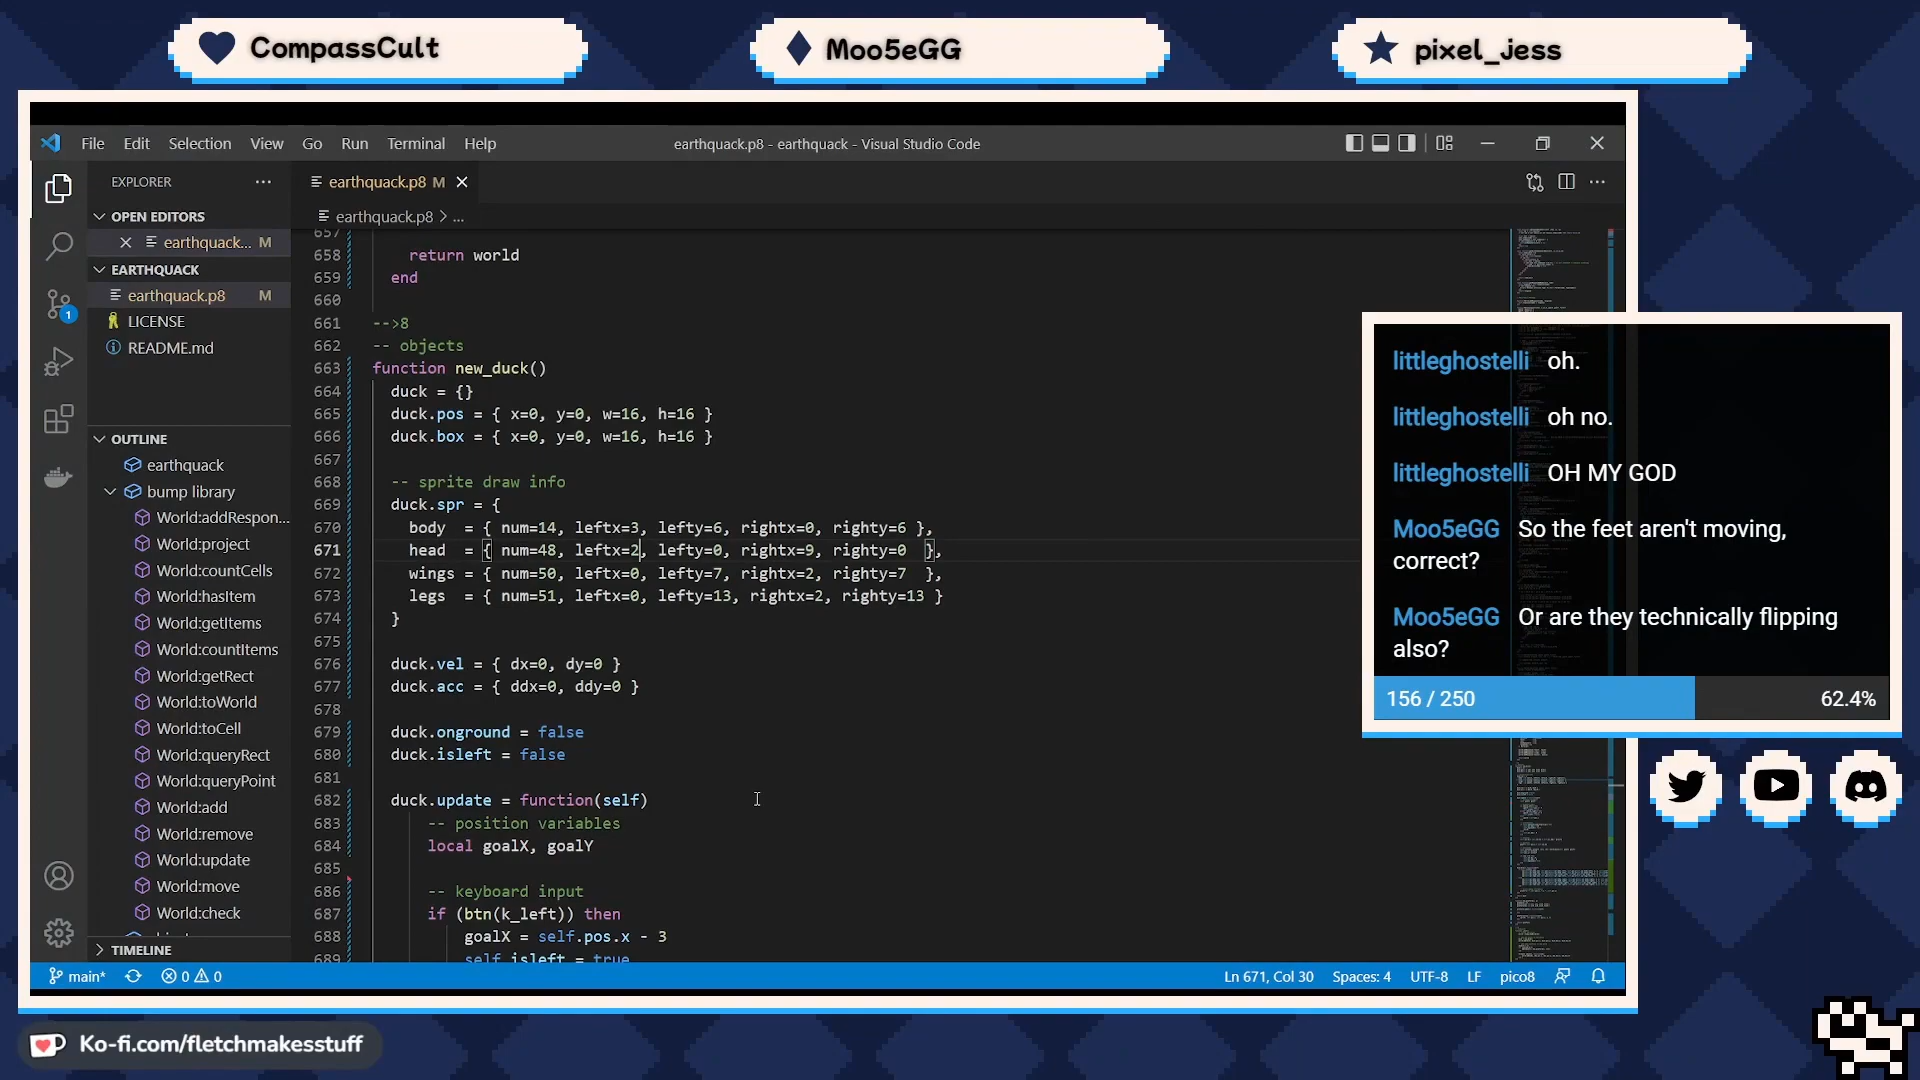 CompassCult
Moo5eGG
pixel_jess
File Edit Selection View Go Run Terminal Help
earthquack.p8 - earthquack - Visual Studio Code
EXPLORER
OPEN EDITORS
earthquack... M
EARTHQUACK
earthquack.p8 M
LICENSE
README.md
OUTLINE
earthquack
bump library
World:addRespon...
World:project
World:countCells
World:hasItem
World:getItems
World:countItems
World:getRect
World:toWorld
World:toCell
World:queryRect
World:queryPoint
World:add
World:remove
World:update
World:move
World:check
TIMELINE
earthquack.p8 M
earthquack.p8 > ...
657
658 return world
659 end
660
661 -->8
662 -- objects
663 function new_duck()
664 duck = {}
665 duck.pos = { x=0, y=0, w=16, h=16 }
666 duck.box = { x=0, y=0, w=16, h=16 }
667
668 -- sprite draw info
669 duck.spr = {
670 body = { num=14, leftx=3, lefty=6, rightx=0, righty=6 },
671 head = { num=48, leftx=2, lefty=0, rightx=9, righty=0 },
672 wings = { num=50, leftx=0, lefty=7, rightx=2, righty=7 },
673 legs = { num=51, leftx=0, lefty=13, rightx=2, righty=13 }
674 }
675
676 duck.vel = { dx=0, dy=0 }
677 duck.acc = { ddx=0, ddy=0 }
678
679 duck.onground = false
680 duck.isleft = false
681
682 duck.update = function(self)
683 -- position variables
684 local goalX, goalY
685
686 -- keyboard input
687 if (btn(k_left)) then
688 goalX = self.pos.x - 3
689 self.isleft = true
littleghostelli oh.
littleghostelli oh no.
littleghostelli OH MY GOD
Moo5eGG So the feet aren't moving,
correct?
Moo5eGG Or are they technically flipping
also?
156 / 250 62.4%
1
main* 0 0
Ln 671, Col 30 Spaces: 4 UTF-8 LF pico8
Ko-fi.com/fletchmakesstuff